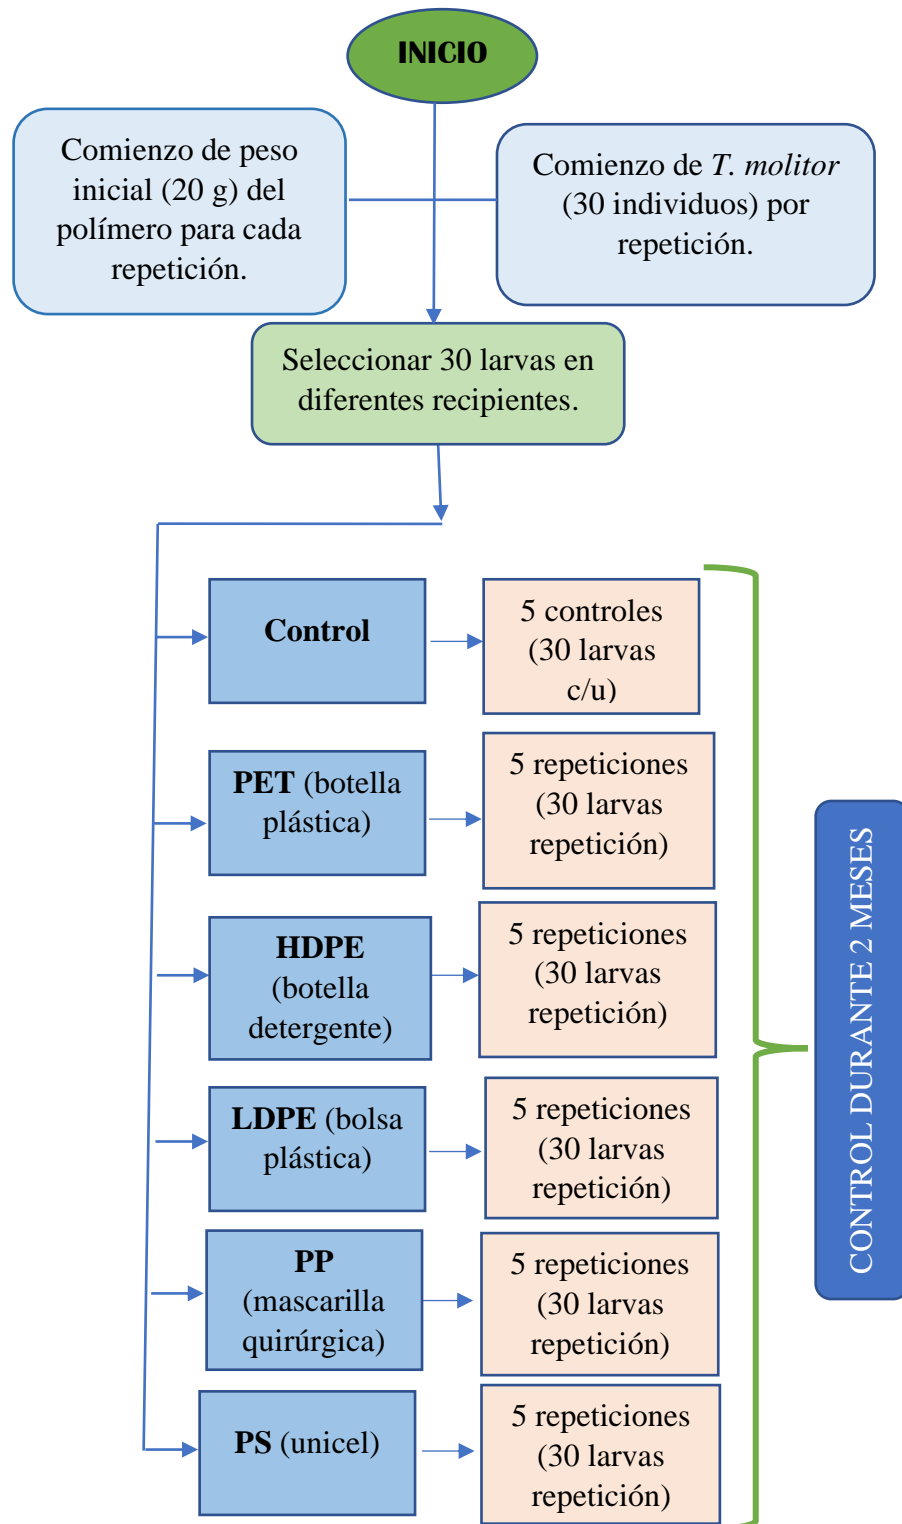 INICIO
Comienzo de peso
inicial (20 g) del
polímero para cada
repetición.
Comienzo de T. molitor
(30 individuos) por
repetición.
Seleccionar 30 larvas en
diferentes recipientes.
Control
5 controles
(30 larvas
c/u)
PET (botella
plástica)
5 repeticiones
(30 larvas
repetición)
HDPE
(botella
detergente)
5 repeticiones
(30 larvas
repetición)
LDPE (bolsa
plástica)
5 repeticiones
(30 larvas
repetición)
PP
(mascarilla
quirúrgica)
5 repeticiones
(30 larvas
repetición)
PS (unicel)
5 repeticiones
(30 larvas
repetición)
CONTROL DURANTE 2 MESES